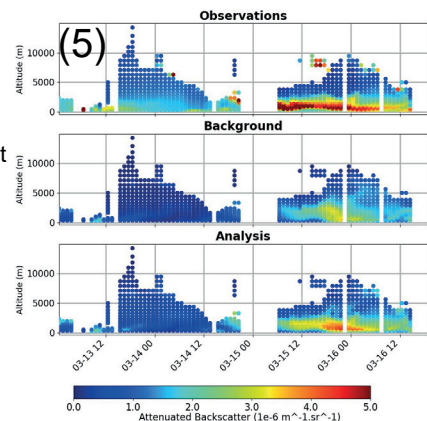 Observations
(5)
10000
5000
0
Altitude (m)
t
Background
10000
5000
0
Altitude (m)
Analysis
10000
5000
0
Altitude (m)
03-13 12
03-14 00
03-14 12
03-15 00
03-15 12
03-16 00
03-16 12
0.0 1.0 2.0 3.0 4.0 5.0
Attenuated Backscatter (1e-6 m^-1.sr^-1)